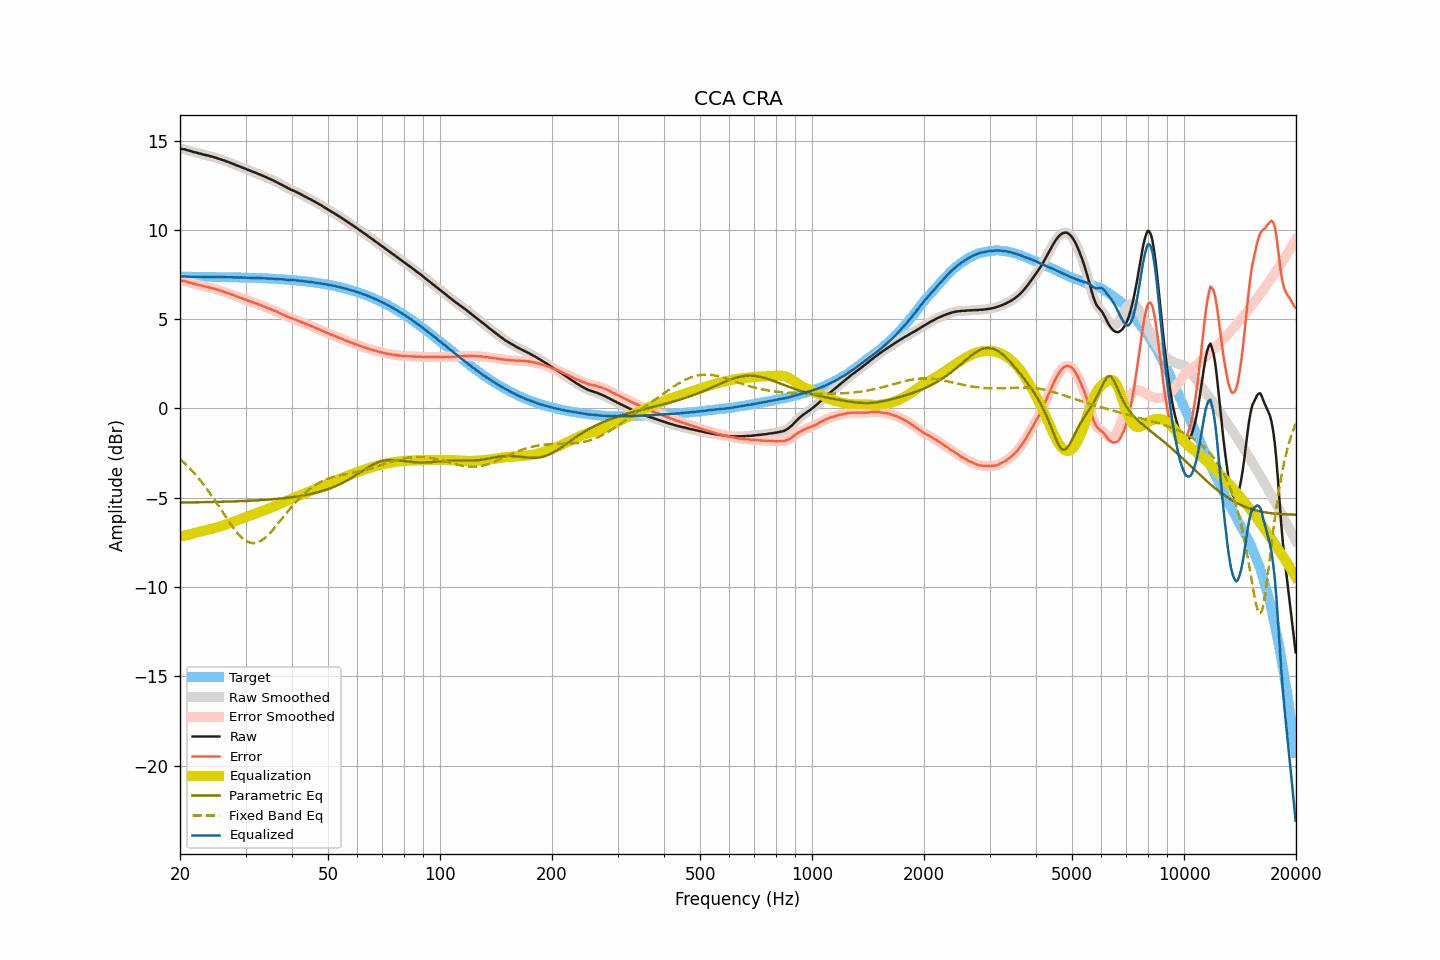 CCA CRA
Amplitude (dBr)
15
10
5
0
−5
−10
−15
−20
Target
Raw Smoothed
Error Smoothed
Raw
Error
Equalization
Parametric Eq
Fixed Band Eq
Equalized
20 50 100 200 500 1000 2000 5000 10000 20000
Frequency (Hz)